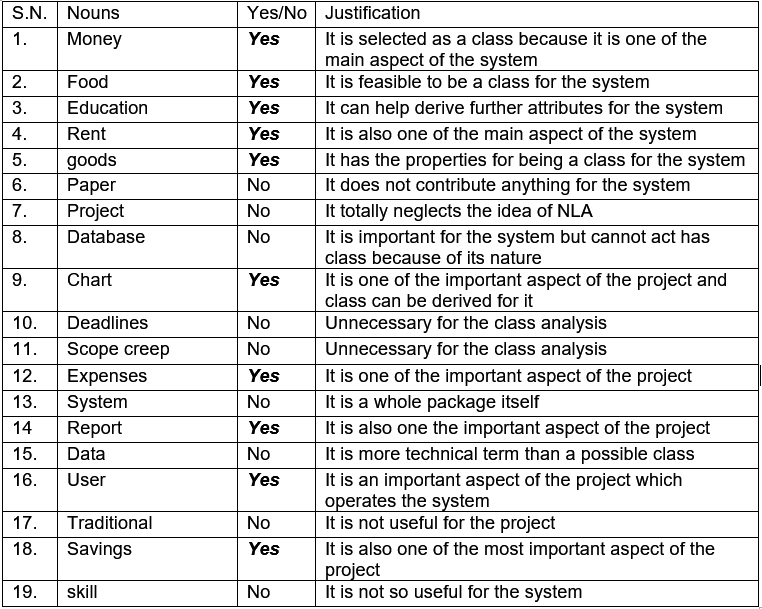 S.N. Nouns Yes/No Justification
1. Money Yes It is selected as a class because it is one of the
main aspect of the system
2. Food Yes It is feasible to be a class for the system
3. Education Yes It can help derive further attributes for the system
4. Rent Yes It is also one of the main aspect of the system
5. goods Yes It has the properties for being a class for the system
6. Paper No It does not contribute anything for the system
7. Project No It totally neglects the idea of NLA
8. Database No It is important for the system but cannot act has
class because of its nature
9. Chart Yes It is one of the important aspect of the project and
class can be derived for it
10. Deadlines No Unnecessary for the class analysis
11. Scope creep No Unnecessary for the class analysis
12. Expenses Yes It is one of the important aspect of the project
13. System No It is a whole package itself
14 Report Yes It is also one the important aspect of the project
15. Data No It is more technical term than a possible class
16. User Yes It is an important aspect of the project which
operates the system
17. Traditional No It is not useful for the project
18. Savings Yes It is also one of the most important aspect of the
project
19. skill No It is not so useful for the system